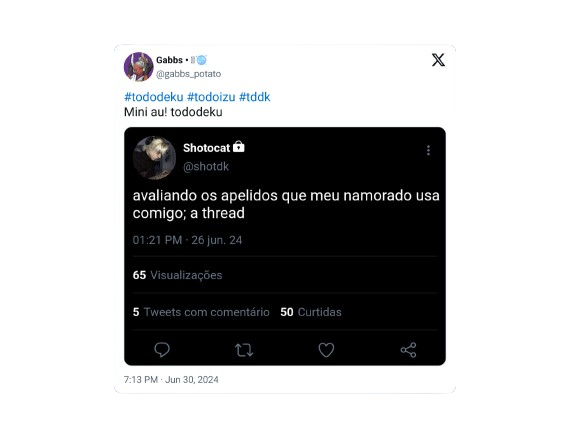 Gabbs •
@gabbs_potato
#tododeku #todoizu #tddk
Mini au! tododeku
Shotocat
@shotdk
avaliando os apelidos que meu namorado usa
comigo; a thread
01:21 PM · 26 jun. 24
65 Visualizações
5 Tweets com comentário 50 Curtidas
7:13 PM · Jun 30, 2024